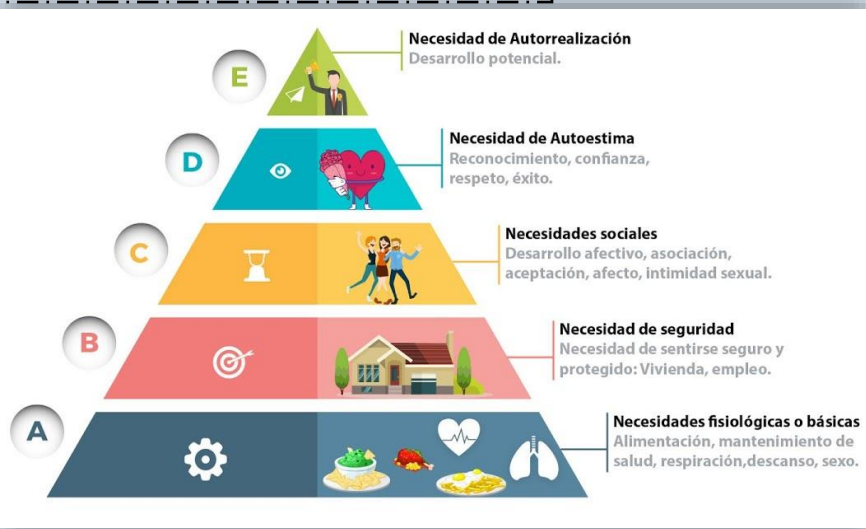 E
Necesidad de Autorrealización
Desarrollo potencial.
D
Necesidad de Autoestima
Reconocimiento, confianza,
respeto, éxito.
C
Necesidades sociales
Desarrollo afectivo, asociación,
aceptación, afecto, intimidad sexual.
B
Necesidad de seguridad
Necesidad de sentirse seguro y
protegido: Vivienda, empleo.
A
Necesidades fisiológicas o básicas
Alimentación, mantenimiento de
salud, respiración,descanso, sexo.